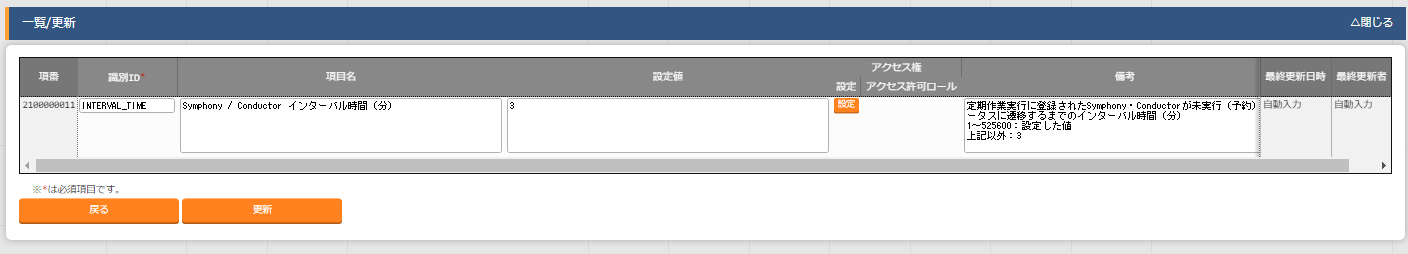 一覧/更新
△閉じる
項番 識別ID* 項目名 設定値 アクセス権 備考 最終更新日時 最終更新者
設定 アクセス許可ロール
2100000011 INTERVAL_TIME Symphony / Conductor インターバル時間（分） 3 設定 定期作業実行に登録されたSymphony・Conductorが未実行（予約） 自動入力 自動入力
ータスに遷移するまでのインターバル時間（分）
1～525600：設定した値
上記以外：3
※*は必須項目です。
戻る 更新